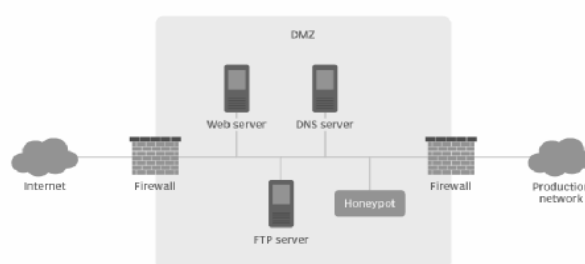 DMZ
Web server
DNS server
Internet
Firewall
FTP server
Honeypot
Firewall
Production
network